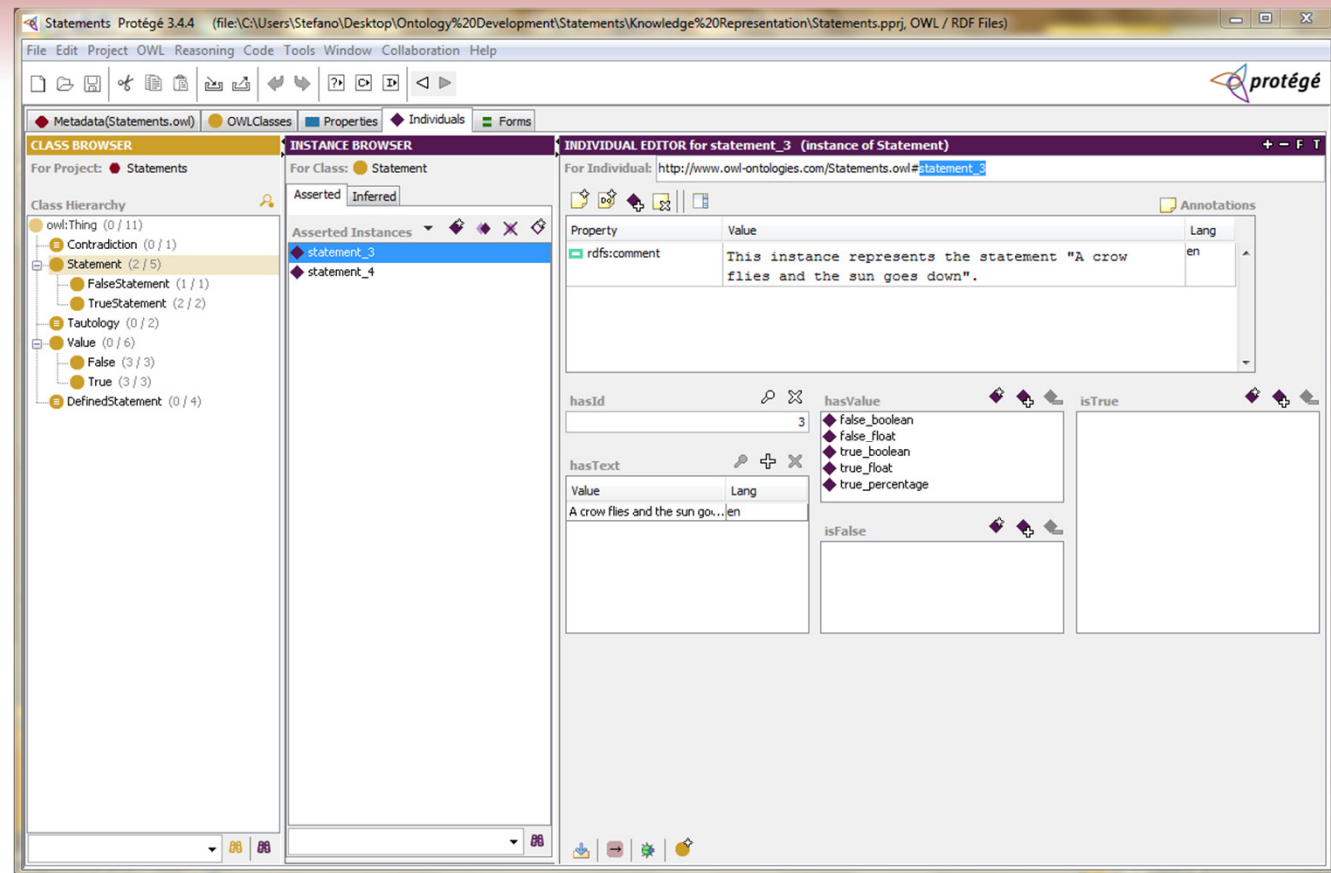 Statements Protégé 3.4.4 (file:\C:\Users\Stefano\Desktop\Ontology%20Development\Statements\Knowledge%20Representation\Statements.pprj, OWL / RDF Files)
File Edit Project OWL Reasoning Code Tools Window Collaboration Help
protégé
Metadata(Statements.owl) OWLClasses Properties Individuals Forms
CLASS BROWSER
For Project: Statements
Class Hierarchy
owl:Thing (0 / 11)
Contradiction (0 / 1)
Statement (2 / 5)
FalseStatement (1 / 1)
TrueStatement (2 / 2)
Tautology (0 / 2)
Value (0 / 6)
False (3 / 3)
True (3 / 3)
DefinedStatement (0 / 4)
INSTANCE BROWSER
For Class: Statement
Asserted Inferred
Asserted Instances
statement_3
statement_4
INDIVIDUAL EDITOR for statement_3 (instance of Statement) + - F T
For Individual: http://www.owl-ontologies.com/Statements.owl#statement_3
Annotations
Property Value Lang
rdfs:comment This instance represents the statement "A crow en
flies and the sun goes down".
hasId
3
hasText
Value Lang
A crow flies and the sun go... en
hasValue
false_boolean
false_float
true_boolean
true_float
true_percentage
isFalse
isTrue